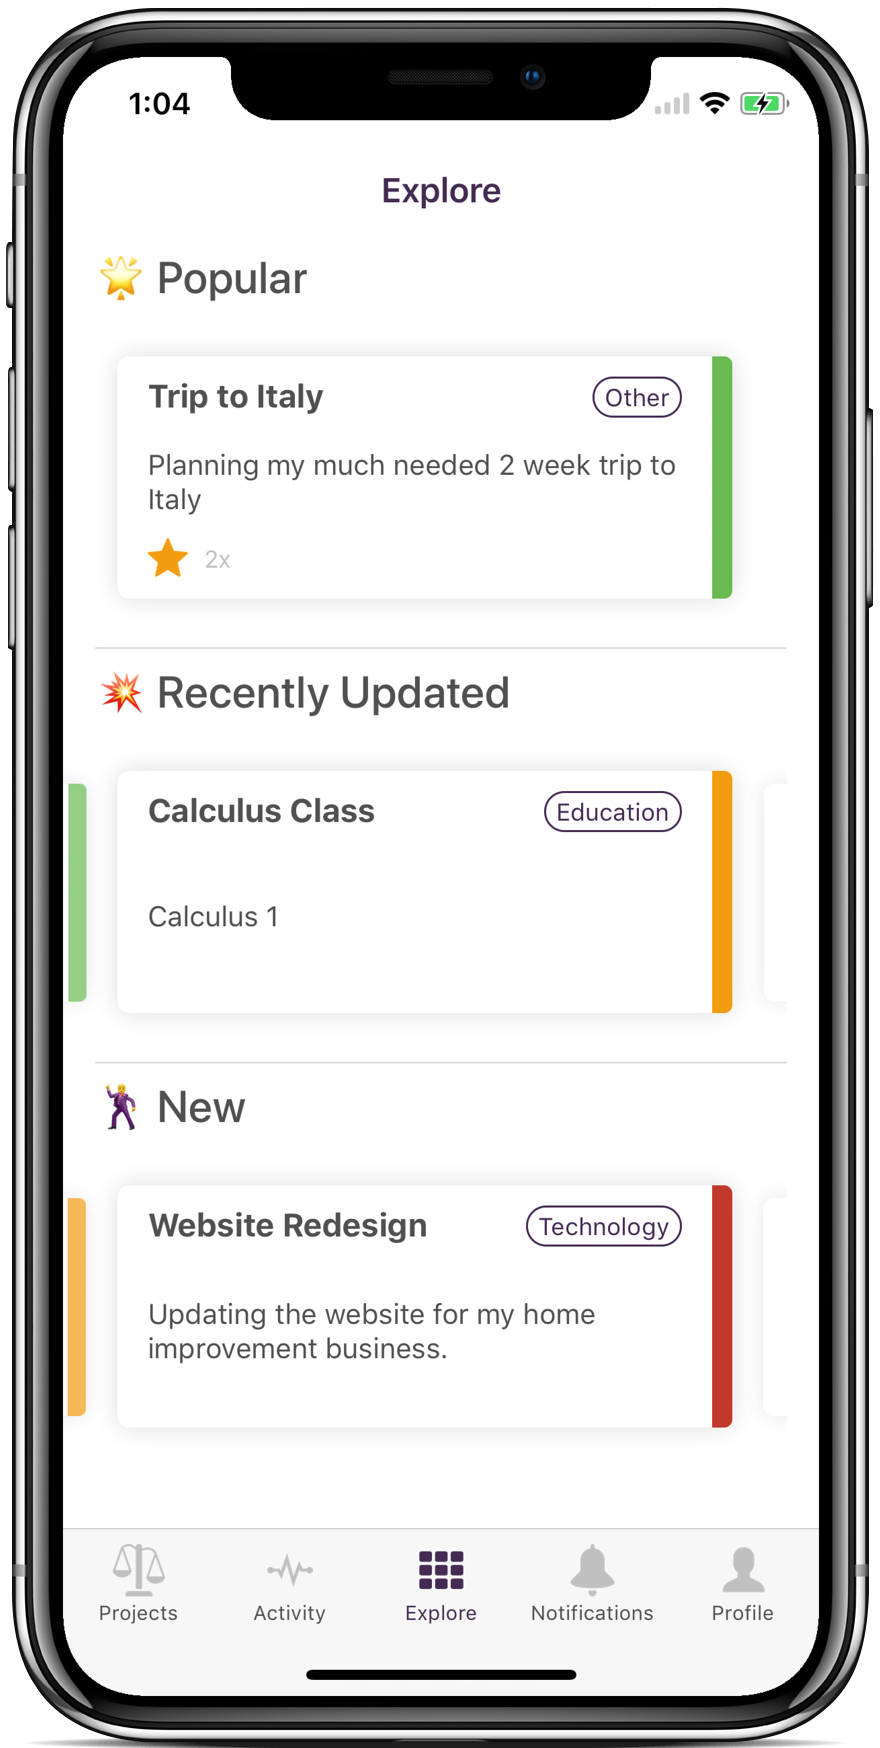 1:04
Explore
Popular
Trip to Italy
Other
Planning my much needed 2 week trip to
Italy
2x
Recently Updated
Calculus Class
Education
Calculus 1
New
Website Redesign
Technology
Updating the website for my home
improvement business.
Projects
Activity
Explore
Notifications
Profile